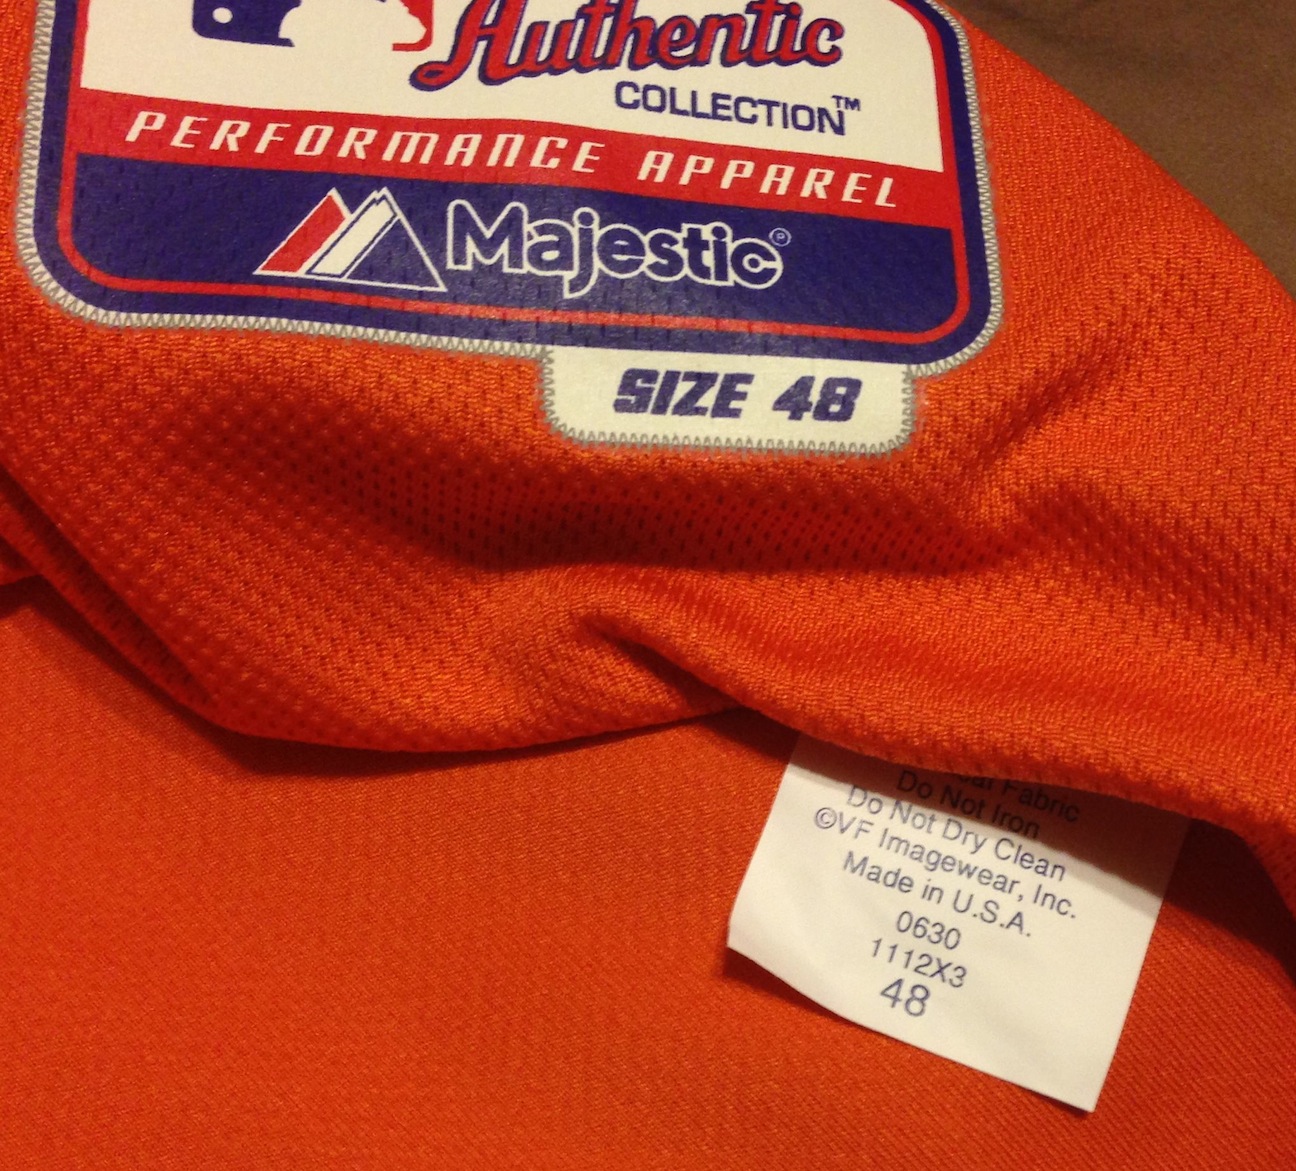 Authentic
COLLECTION™
PERFORMANCE APPAREL
Majestic®
SIZE 48
Fabric
Do Not Iron
Do Not Dry Clean
©VF Imagewear, Inc.
Made in U.S.A.
0630
1112X3
48